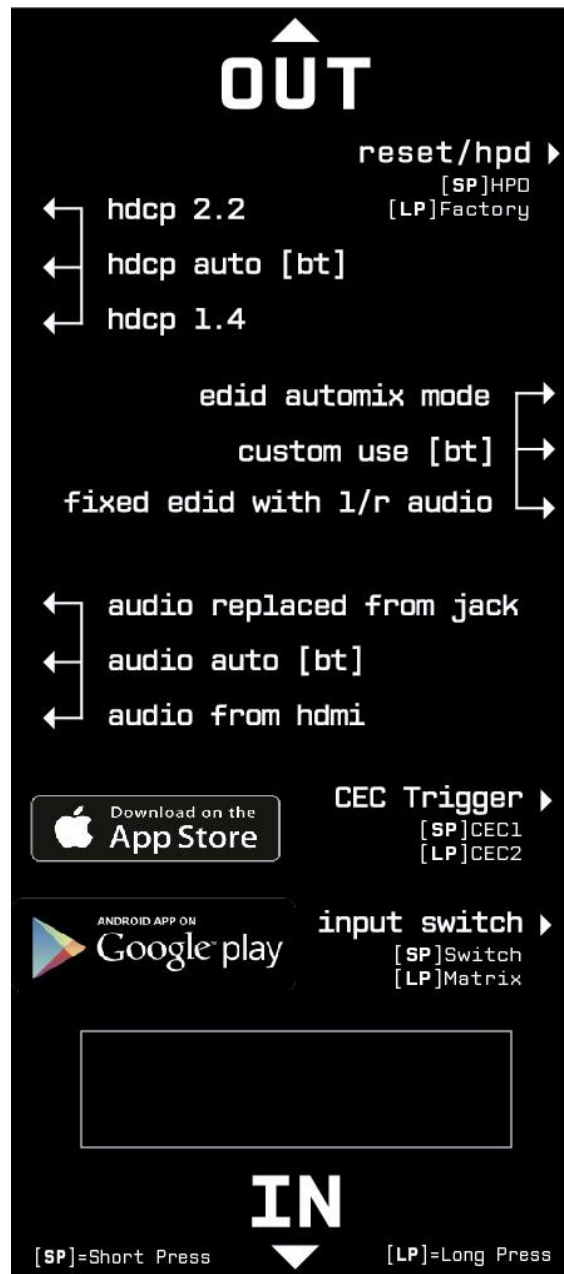 OUT
reset/hpd
[SP]HPD
[LP]Factory
hdcp 2.2
hdcp auto [bt]
hdcp 1.4
edid automix mode
custom use [bt]
fixed edid with l/r audio
audio replaced from jack
audio auto [bt]
audio from hdmi
Download on the
App Store
CEC Trigger
[SP]CEC1
[LP]CEC2
ANDROID APP ON
Google play
input switch
[SP]Switch
[LP]Matrix
IN
[SP]=Short Press
[LP]=Long Press